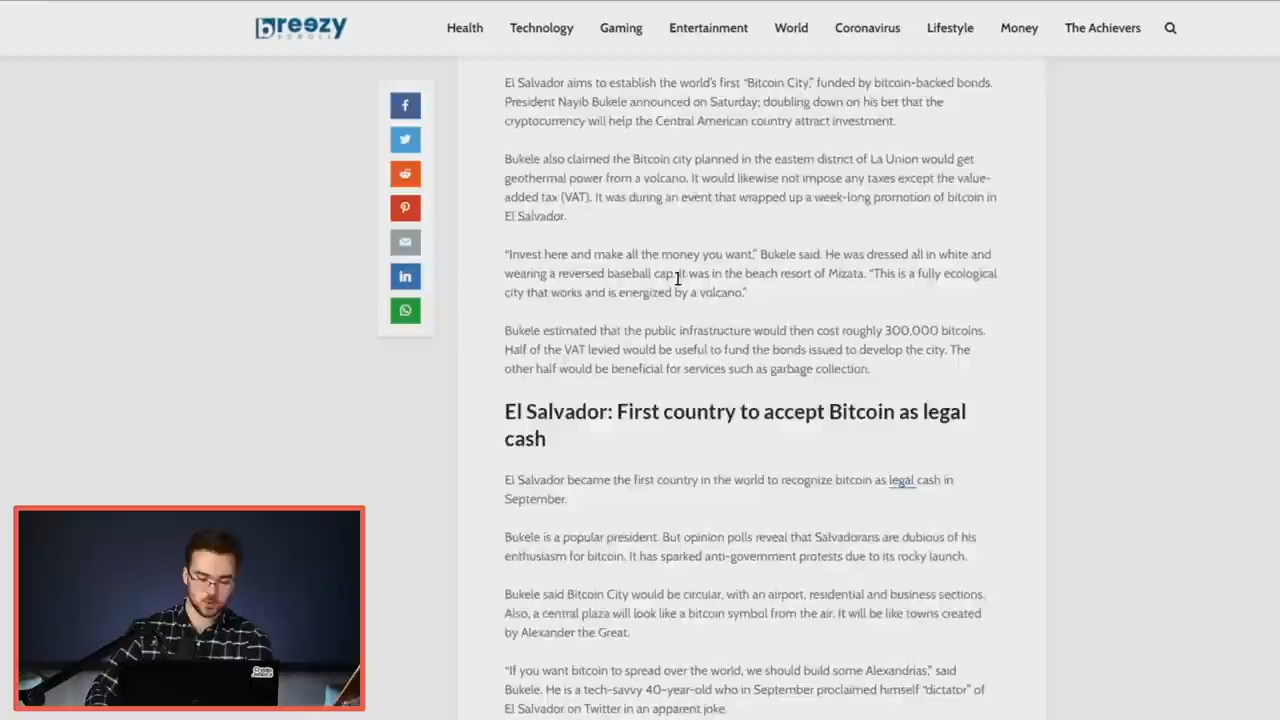 breezy
SCROLL
Health
Technology
Gaming
Entertainment
World
Coronavirus
Lifestyle
Money
The Achievers
El Salvador aims to establish the world's first “Bitcoin City,” funded by bitcoin-backed bonds.
President Nayib Bukele announced on Saturday; doubling down on his bet that the
cryptocurrency will help the Central American country attract investment.
Bukele also claimed the Bitcoin city planned in the eastern district of La Union would get
geothermal power from a volcano. It would likewise not impose any taxes except the value-
added tax (VAT). It was during an event that wrapped up a week-long promotion of bitcoin in
El Salvador.
“Invest here and make all the money you want,” Bukele said. He was dressed all in white and
wearing a reversed baseball cap. It was in the beach resort of Mizata. “This is a fully ecological
city that works and is energized by a volcano.”
Bukele estimated that the public infrastructure would then cost roughly 300,000 bitcoins.
Half of the VAT levied would be useful to fund the bonds issued to develop the city. The
other half would be beneficial for services such as garbage collection.
El Salvador: First country to accept Bitcoin as legal
cash
El Salvador became the first country in the world to recognize bitcoin as legal cash in
September.
Bukele is a popular president. But opinion polls reveal that Salvadorans are dubious of his
enthusiasm for bitcoin. It has sparked anti-government protests due to its rocky launch.
Bukele said Bitcoin City would be circular, with an airport, residential and business sections.
Also, a central plaza will look like a bitcoin symbol from the air. It will be like towns created
by Alexander the Great.
“If you want bitcoin to spread over the world, we should build some Alexandrias,” said
Bukele. He is a tech-savvy 40-year-old who in September proclaimed himself “dictator” of
El Salvador on Twitter in an apparent joke.